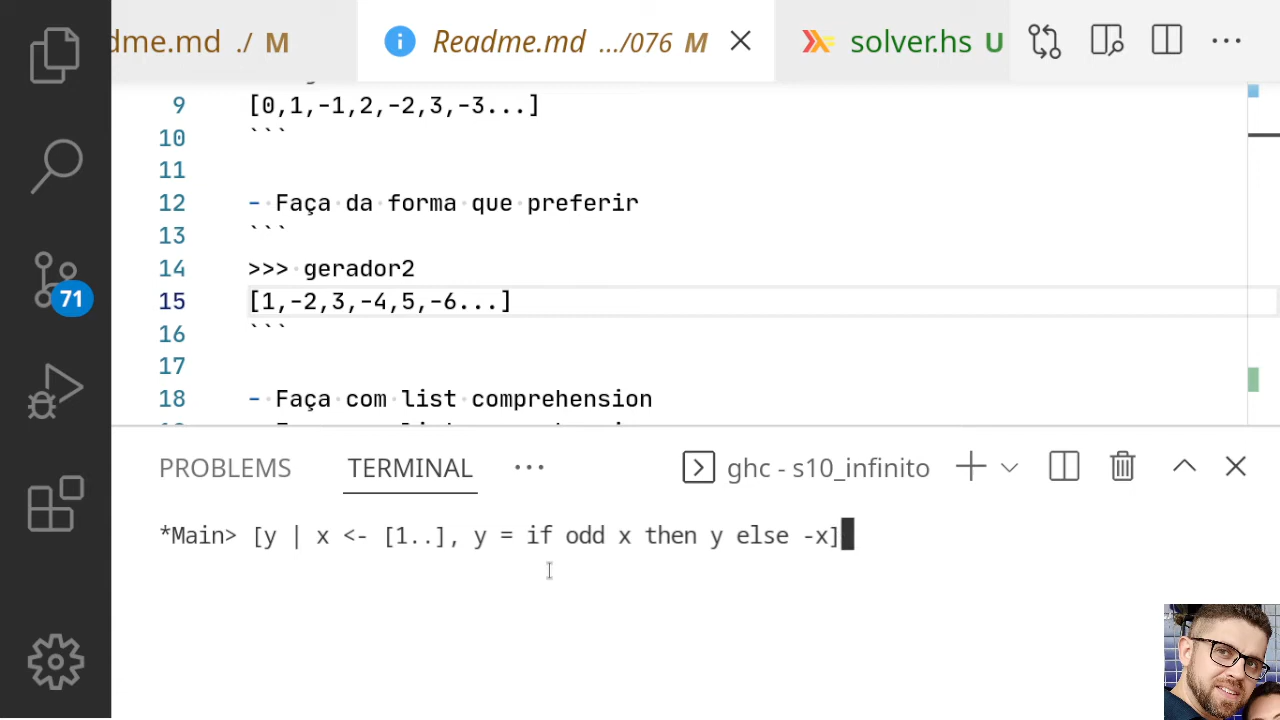 dme.md ./ M
Readme.md .../076 M
solver.hs U
9 [0,1,-1,2,-2,3,-3...]
10 ```
11
12 - Faça da forma que preferir
13 ```
14 >>> gerador2
15 [1,-2,3,-4,5,-6...]
16 ```
17
18 - Faça com list comprehension
71
PROBLEMS
TERMINAL
ghc - s10_infinito
*Main> [y | x <- [1..], y = if odd x then y else -x]